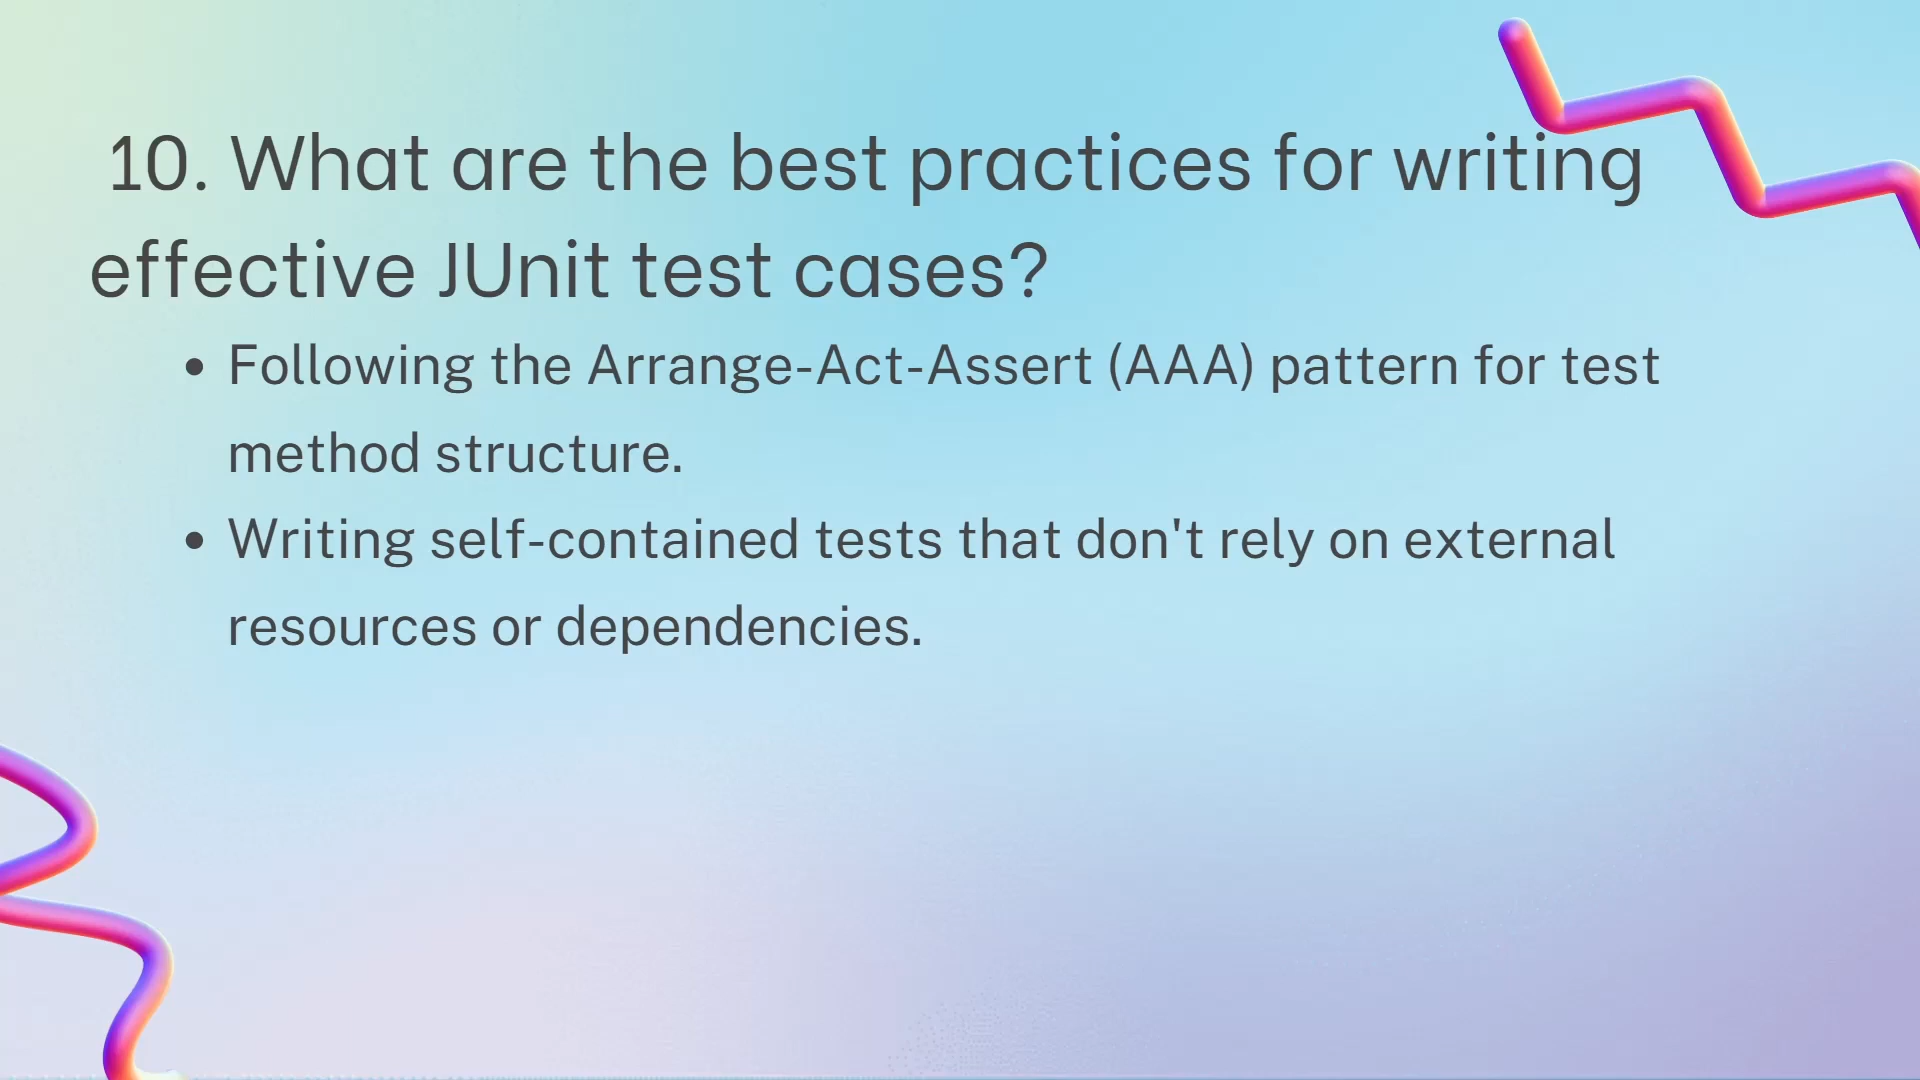 10. What are the best practices for writing
effective JUnit test cases?
• Following the Arrange-Act-Assert (AAA) pattern for test
method structure.
• Writing self-contained tests that don't rely on external
resources or dependencies.